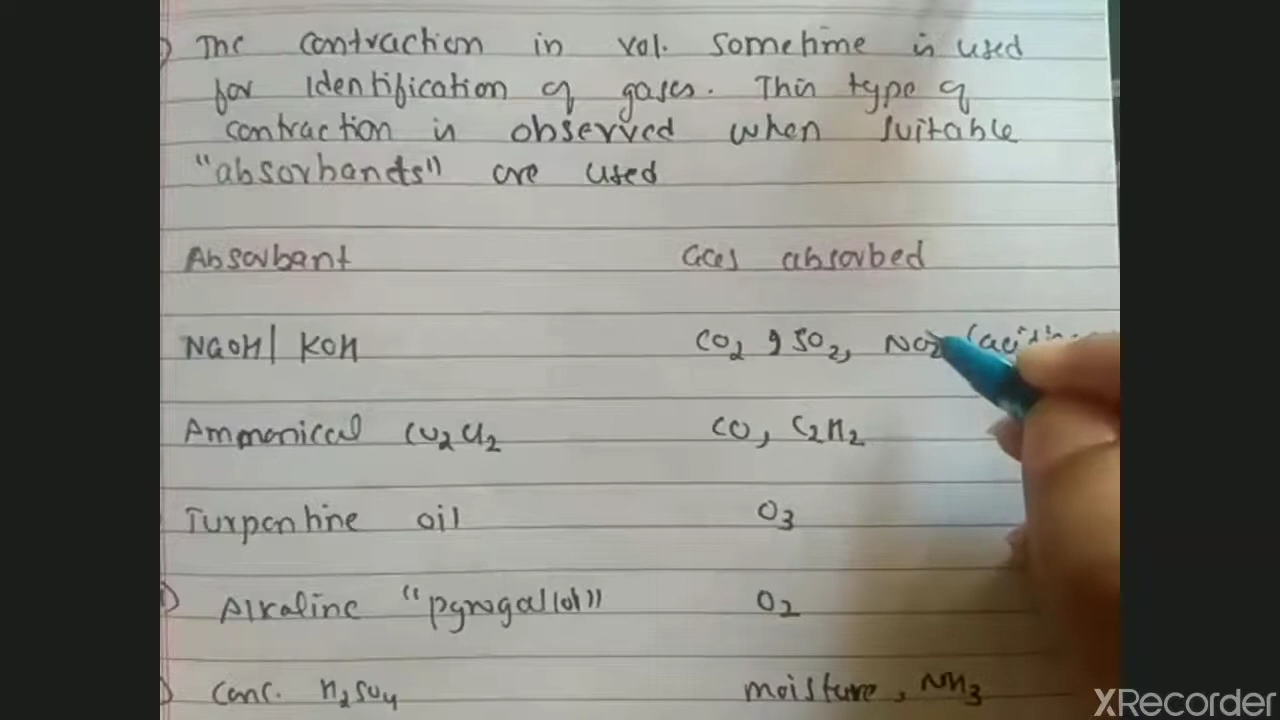 The contraction in vol. sometime is used
for identification of gases. This type of
contraction is observed when suitable
"absorbants" are used
Absorbant Gas absorbed
NaOH/ KOH CO2 , SO2, NO2
Ammonical Cu2Cl2 CO, C2H2
Turpentine oil O3
Alkaline "pyrogallol" O2
Conc. H2SO4 moisture, NH3
XRecorder